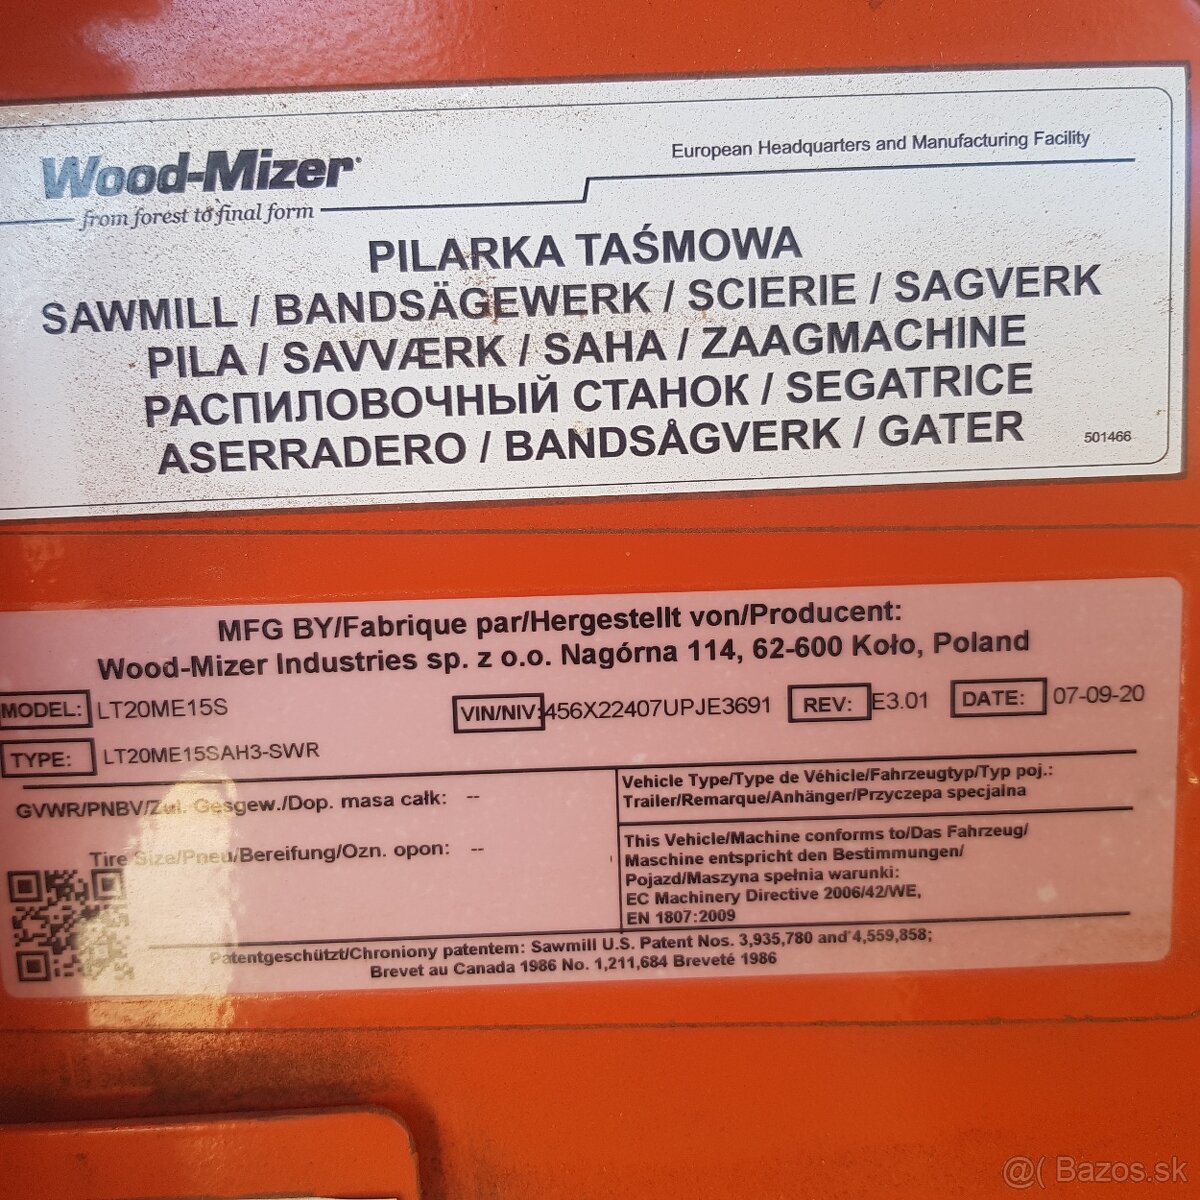 Wood-Mizer
from forest to final form
European Headquarters and Manufacturing Facility
PILARKA TAŚMOWA
SAWMILL / BANDSÄGEWERK / SCIERIE / SAGVERK
PILA / SAVVÆRK / SAHA / ZAAGMACHINE
РАСПИЛОВОЧНЫЙ СТАНОК / SEGATRICE
ASERRADERO / BANDSÅGVERK / GATER
501466
MFG BY/Fabrique par/Hergestellt von/Producent:
Wood-Mizer Industries sp. z o.o. Nagórna 114, 62-600 Koło, Poland
MODEL: LT20ME15S VIN/NIV: 456X22407UPJE3691 REV: E3.01 DATE: 07-09-20
TYPE: LT20ME15SAH3-SWR
GVWR/PNBV/Zul. Gesgew./Dop. masa całk: --
Tire Size/Pneu/Bereifung/Ozn. opon: --
Vehicle Type/Type de Véhicle/Fahrzeugtyp/Typ poj.:
Trailer/Remarque/Anhänger/Przyczepa specjalna
This Vehicle/Machine conforms to/Das Fahrzeug/
Maschine entspricht den Bestimmungen/
Pojazd/Maszyna spełnia warunki:
EC Machinery Directive 2006/42/WE,
EN 1807:2009
Patentgeschützt/Chroniony patentem: Sawmill U.S. Patent Nos. 3,935,780 and 4,559,858;
Brevet au Canada 1986 No. 1,211,684 Breveté 1986
@( Bazos.sk